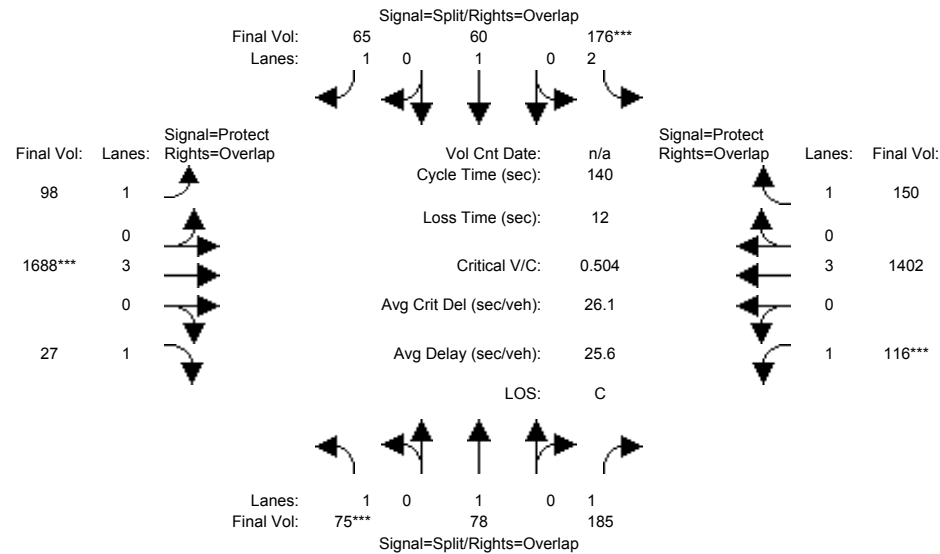 Signal=Split/Rights=Overlap
Final Vol: 65 60 176***
Lanes: 1 0 1 0 2
Signal=Protect
Final Vol: Lanes: Rights=Overlap
Vol Cnt Date: n/a
Signal=Protect
Rights=Overlap Lanes: Final Vol:
Cycle Time (sec): 140
98 1
1 150
Loss Time (sec): 12
0
0
1688*** 3
Critical V/C: 0.504
3 1402
0
Avg Crit Del (sec/veh): 26.1
0
27 1
Avg Delay (sec/veh): 25.6
1 116***
LOS: C
Lanes: 1 0 1 0 1
Final Vol: 75*** 78 185
Signal=Split/Rights=Overlap